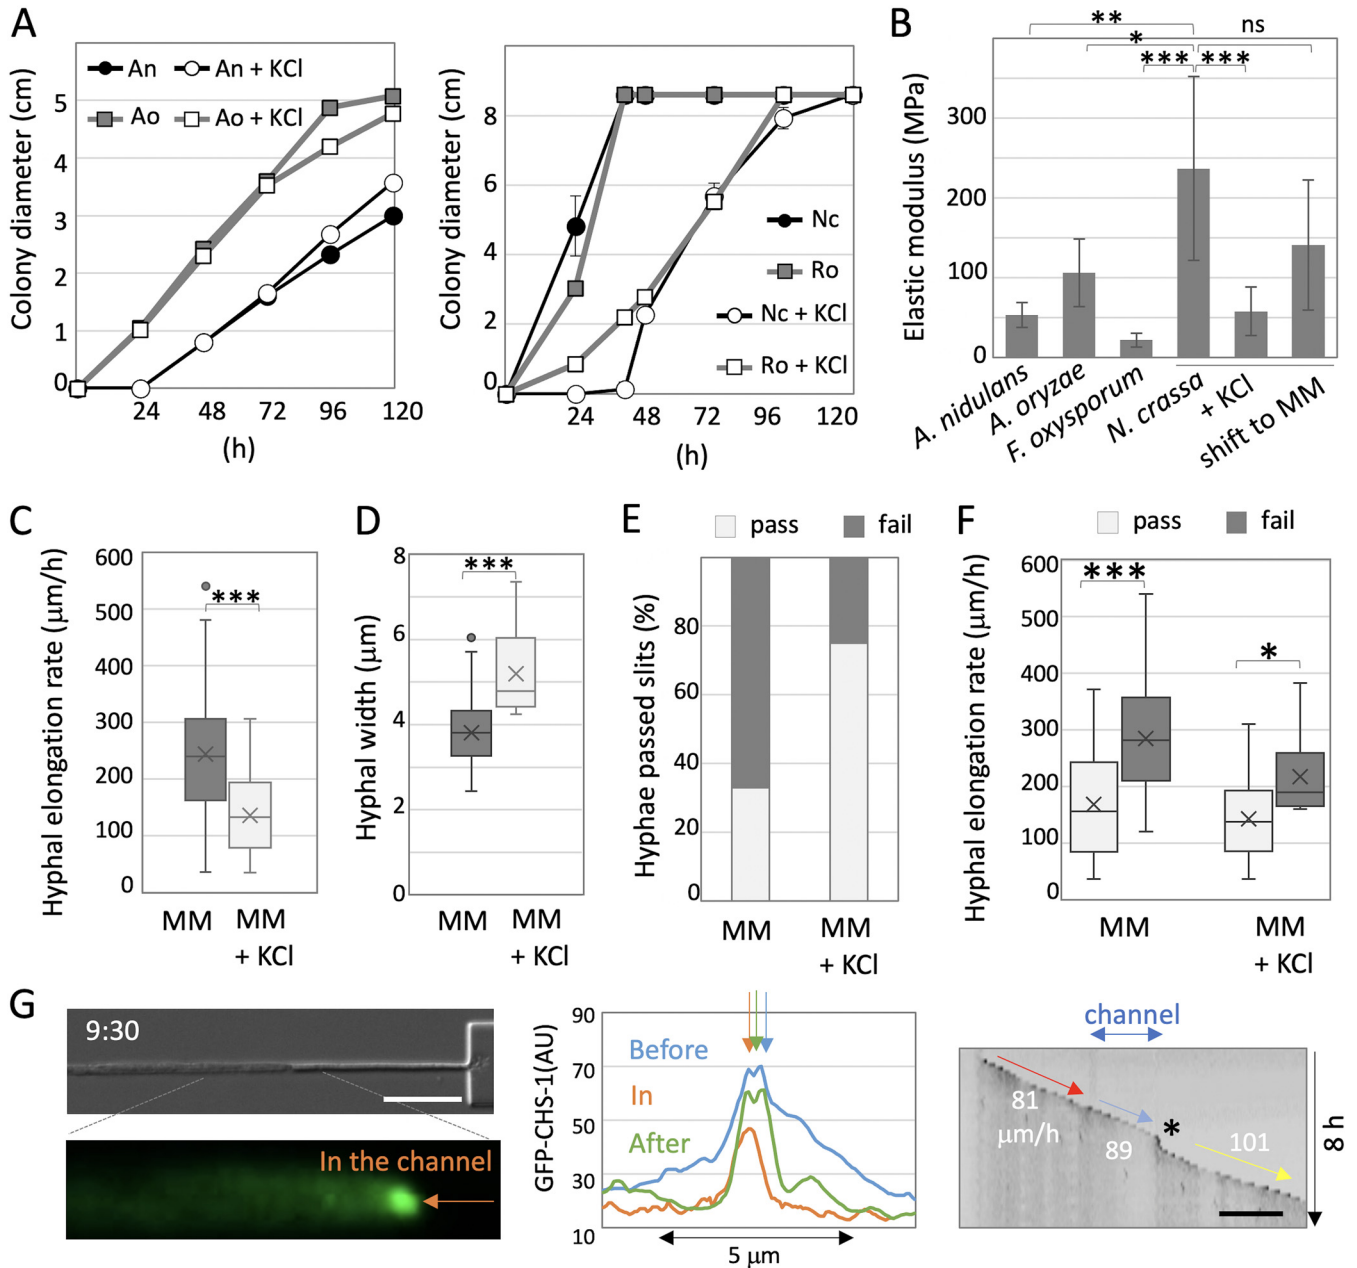 A
Colony diameter (cm)
An
An + KCl
Ao
Ao + KCl
5
4
3
2
1
0
24
48
72
96
120
(h)
Colony diameter (cm)
8
6
4
2
0
Nc
Ro
Nc + KCl
Ro + KCl
24
48
72
96
120
(h)
B
Elastic modulus (MPa)
**
*
ns
***
***
300
200
100
0
A. nidulans
A. oryzae
F. oxysporum
N. crassa
+ KCl
shift to MM
C
Hyphal elongation rate (μm/h)
600
500
400
300
200
100
0
***
MM
MM
+ KCl
D
Hyphal width (μm)
8
6
4
2
0
***
MM
MM
+ KCl
E
pass
fail
Hyphae passed slits (%)
80
60
40
20
0
MM
MM
+ KCl
F
pass
fail
Hyphal elongation rate (μm/h)
600
500
400
300
200
100
0
***
*
MM
MM
+ KCl
G
9:30
In the channel
GFP-CHS-1(AU)
90
70
50
30
10
Before
In
After
5 μm
channel
81
μm/h
89
*
101
8 h